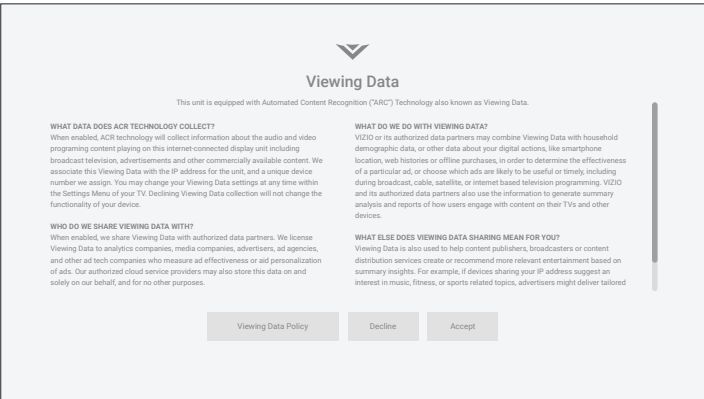 Viewing Data
This unit is equipped with Automated Content Recognition (“ARC”) Technology also known as Viewing Data.
WHAT DATA DOES ACR TECHNOLOGY COLLECT?
When enabled, ACR technology will collect information about the audio and video
programing content playing on this internet-connected display unit including
broadcast television, advertisements and other commercially available content. We
associate this Viewing Data with the IP address for the unit, and a unique device
number we assign. You may change your Viewing Data settings at any time within
the Settings Menu of your TV. Declining Viewing Data collection will not change the
functionality of your device.
WHO DO WE SHARE VIEWING DATA WITH?
When enabled, we share Viewing Data with authorized data partners. We license
Viewing Data to analytics companies, media companies, advertisers, ad agencies,
and other ad tech companies who measure ad effectiveness or aid personalization
of ads. Our authorized cloud service providers may also store this data on and
solely on our behalf, and for no other purposes.
WHAT DO WE DO WITH VIEWING DATA?
VIZIO or its authorized data partners may combine Viewing Data with household
demographic data, or other data about your digital actions, like smartphone
location, web histories or offline purchases, in order to determine the effectiveness
of a particular ad, or choose which ads are likely to be useful or timely, including
during broadcast, cable, satellite, or internet based television programming. VIZIO
and its authorized data partners also use the information to generate summary
analysis and reports of how users engage with content on their TVs and other
devices.
WHAT ELSE DOES VIEWING DATA SHARING MEAN FOR YOU?
Viewing Data is also used to help content publishers, broadcasters or content
distribution services create or recommend more relevant entertainment based on
summary insights. For example, if devices sharing your IP address suggest an
interest in music, fitness, or sports related topics, advertisers might deliver tailored
Viewing Data Policy
Decline
Accept